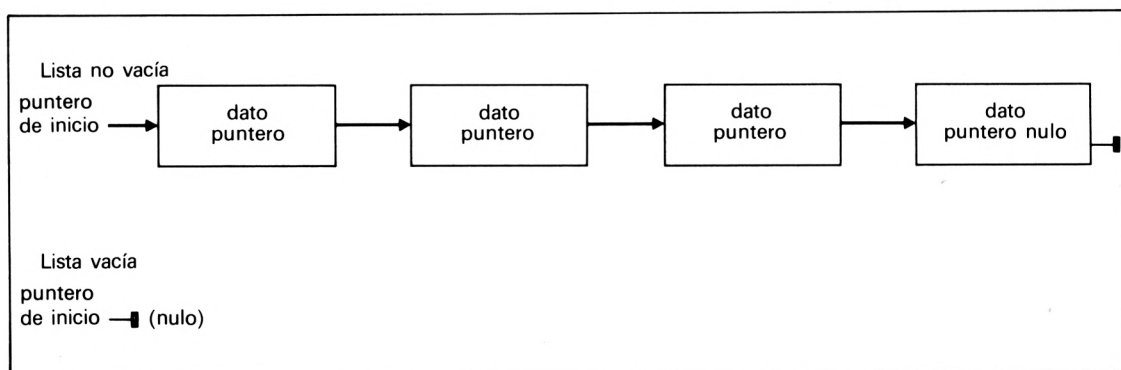 Lista no vacía
puntero
de inicio
dato
puntero
dato
puntero
dato
puntero
dato
puntero nulo
Lista vacía
puntero
de inicio
(nulo)